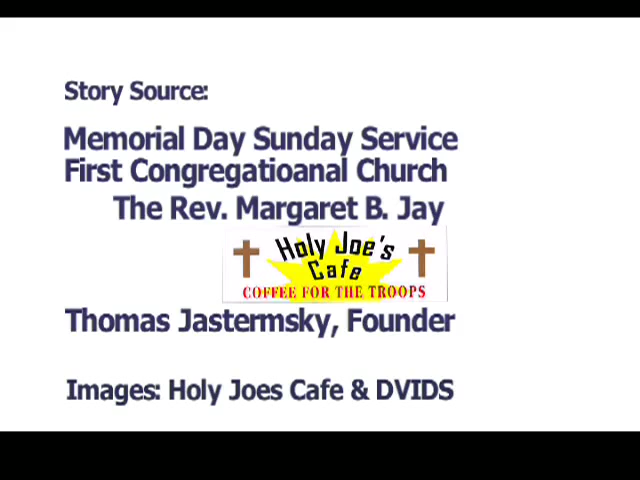 Story Source:
Memorial Day Sunday Service
First Congregatioanal Church
The Rev. Margaret B. Jay
Holy Joe's
Cafe
COFFEE FOR THE TROOPS
Thomas Jastermsky, Founder
Images: Holy Joes Cafe & DVIDS